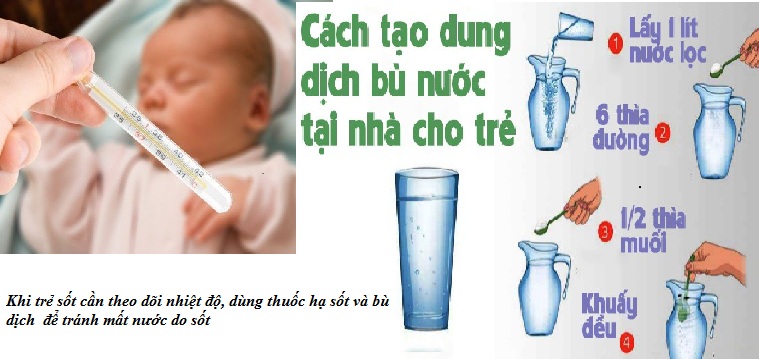 Cách tạo dung
dịch bù nước
tại nhà cho trẻ
1 Lấy 1 lít
nước lọc
6 thìa
đường 2
3 1/2 thìa
muối
Khuấy
đều
4
Khi trẻ sốt cần theo dõi nhiệt độ, dùng thuốc hạ sốt và bù
dịch để tránh mất nước do sốt